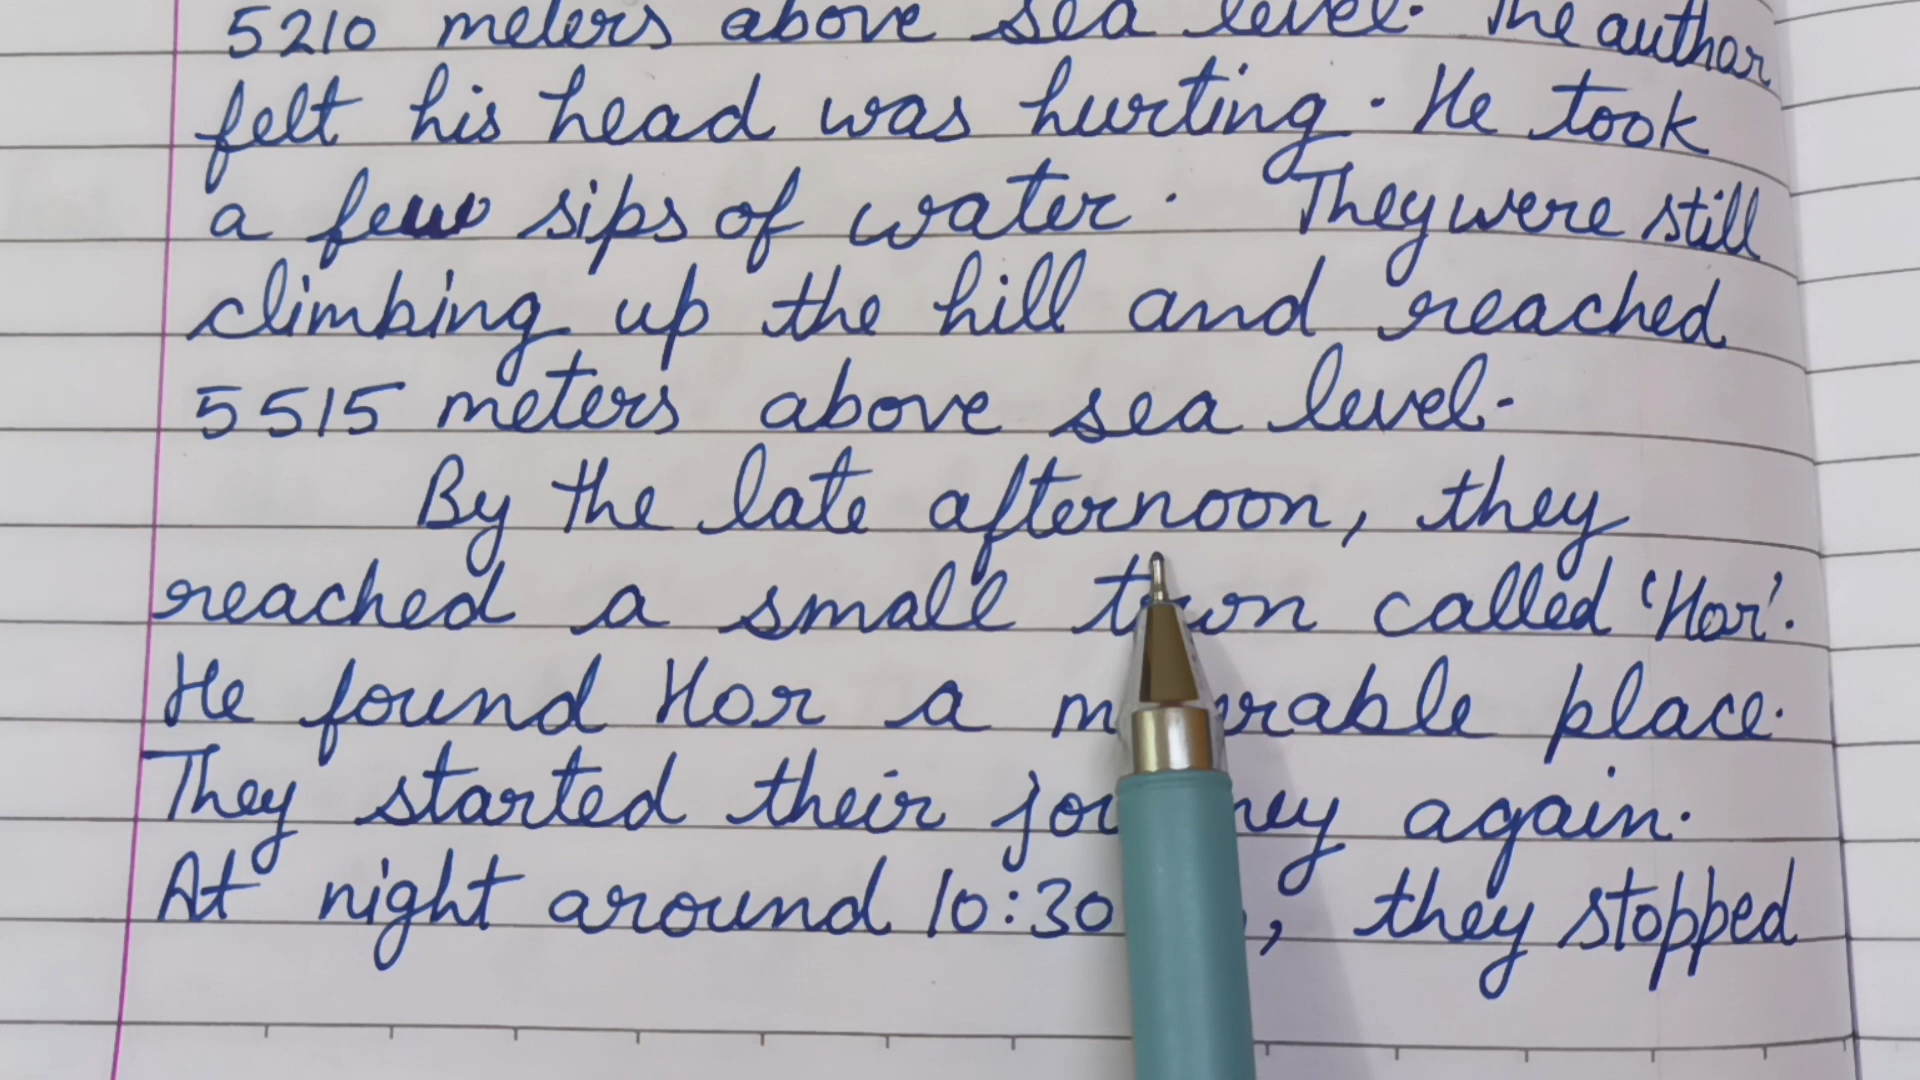 5210 meters above sea level. The author
felt his head was hurting. He took
a few sips of water. They were still
climbing up the hill and reached
5515 meters above sea level.
By the late afternoon, they
reached a small town called 'Hor'.
He found Hor a place.
They started their journey again.
At night around 10:30 , they stopped